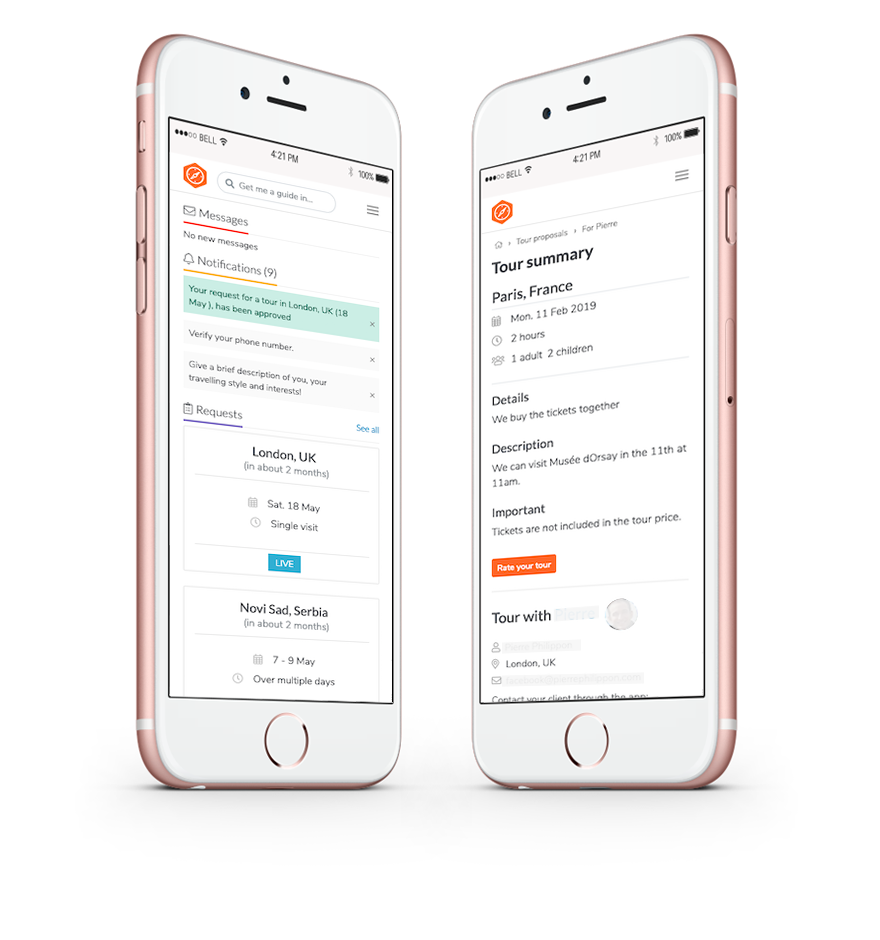 BELL
4:21 PM
100%
Get me a guide in...
Messages
No new messages
Notifications (9)
Your request for a tour in London, UK (18
May ), has been approved
×
Verify your phone number.
×
Give a brief description of you, your
travelling style and interests!
×
Requests
See all
London, UK
(in about 2 months)
Sat, 18 May
Single visit
LIVE
Novi Sad, Serbia
(in about 2 months)
7 - 9 May
Over multiple days
BELL
4:21 PM
100%
› Tour proposals › For Pierre
Tour summary
Paris, France
Mon. 11 Feb 2019
2 hours
1 adult 2 children
Details
We buy the tickets together
Description
We can visit Musée dOrsay in the 11th at
11am.
Important
Tickets are not included in the tour price.
Rate your tour
Tour with Pierre
London, UK
Contact your client through the app: